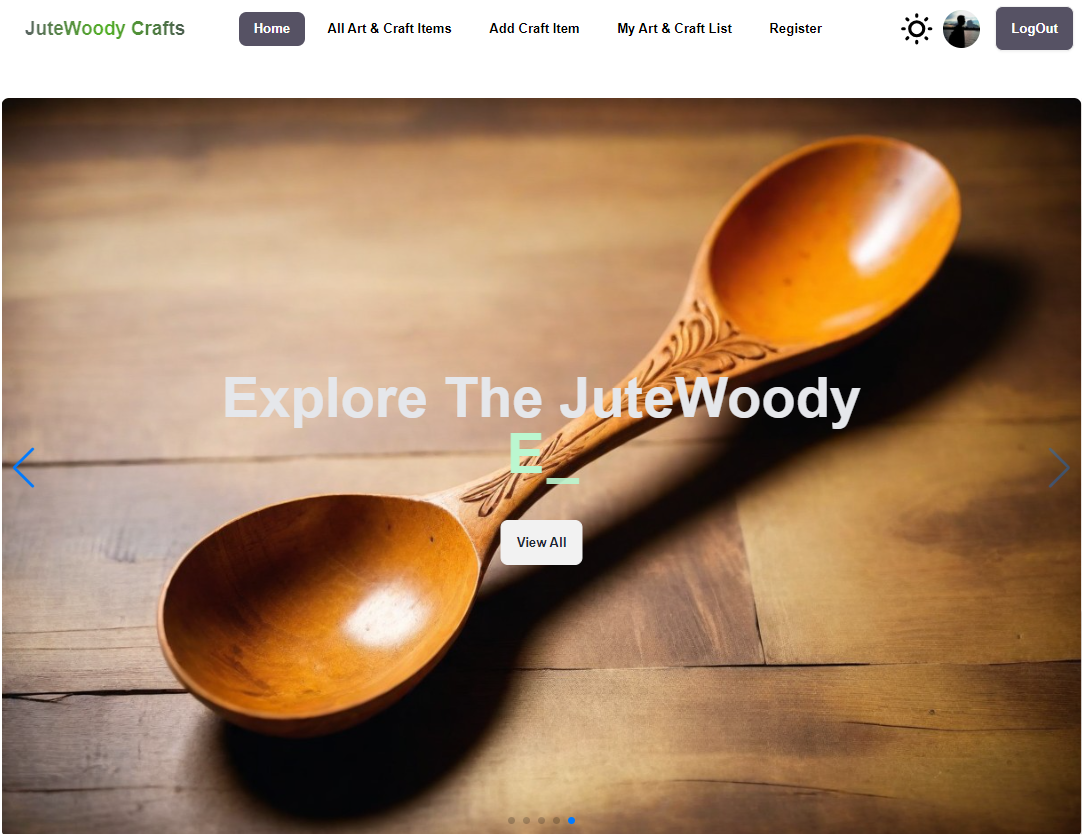 JuteWoody Crafts
Home
All Art & Craft Items
Add Craft Item
My Art & Craft List
Register
LogOut
Explore The JuteWoody
E_
View All